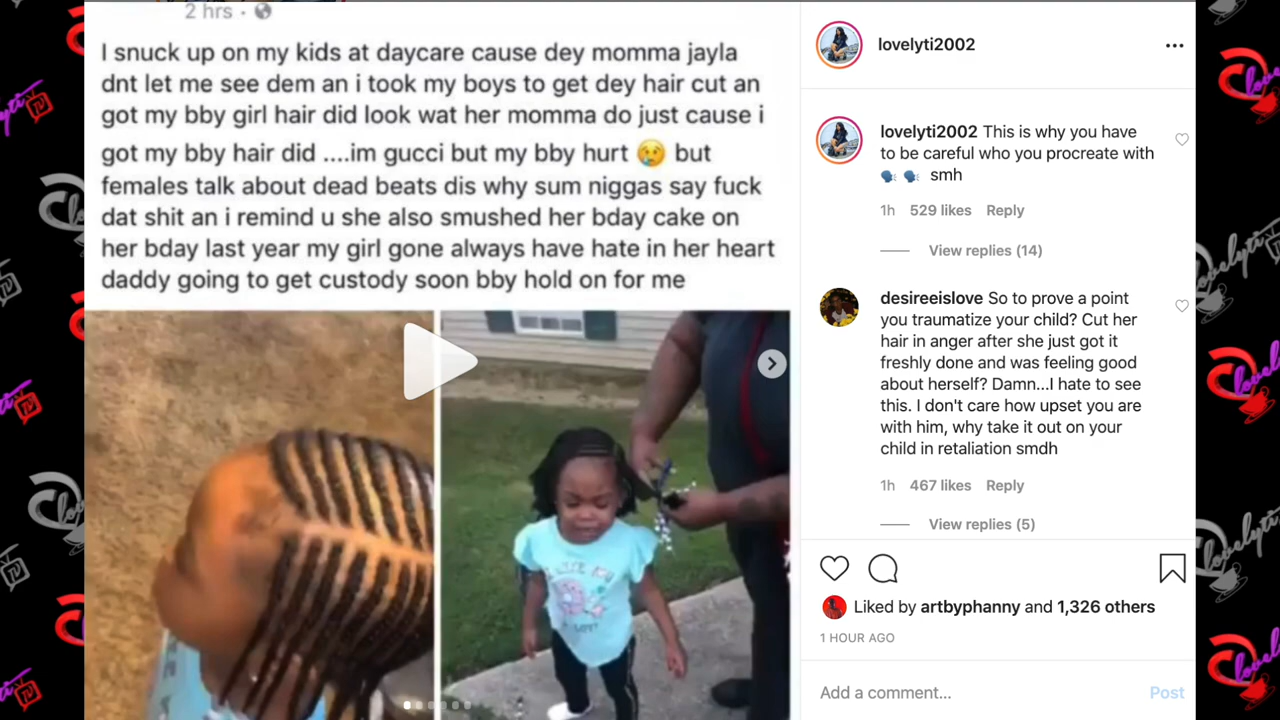 2 hrs ·
I snuck up on my kids at daycare cause dey momma jayla
dnt let me see dem an i took my boys to get dey hair cut an
got my bby girl hair did look wat her momma do just cause i
got my bby hair did ....im gucci but my bby hurt 😢 but
females talk about dead beats dis why sum niggas say fuck
dat shit an i remind u she also smushed her bday cake on
her bday last year my girl gone always have hate in her heart
daddy going to get custody soon bby hold on for me
lovelyti2002
lovelyti2002 This is why you have
to be careful who you procreate with
🗣️ 🗣️ smh
1h 529 likes Reply
View replies (14)
desireeislove So to prove a point
you traumatize your child? Cut her
hair in anger after she just got it
freshly done and was feeling good
about herself? Damn...I hate to see
this. I don't care how upset you are
with him, why take it out on your
child in retaliation smdh
1h 467 likes Reply
View replies (5)
Liked by artbyphanny and 1,326 others
1 HOUR AGO
Add a comment...
Post
Lovelyti
TV